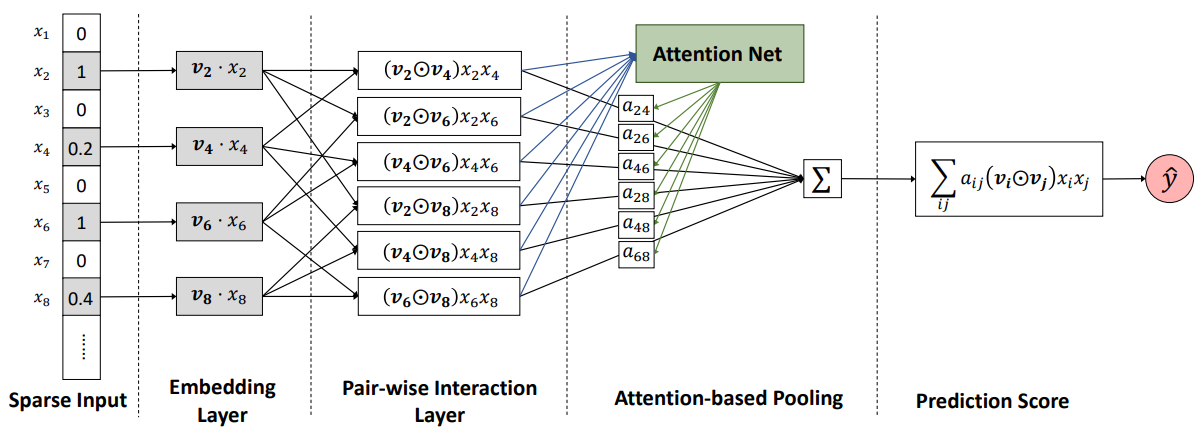 x₁ 0
x₂ 1
x₃ 0
x₄ 0.2
x₅ 0
x₆ 1
x₇ 0
x₈ 0.4
......
Sparse Input
v₂ · x₂
v₄ · x₄
v₆ · x₆
v₈ · x₈
Embedding
Layer
(v₂⊙v₄)x₂x₄
(v₂⊙v₆)x₂x₆
(v₄⊙v₆)x₄x₆
(v₂⊙v₈)x₂x₈
(v₄⊙v₈)x₄x₈
(v₆⊙v₈)x₆x₈
Pair-wise Interaction
Layer
Attention Net
a₂₄
a₂₆
a₄₆
a₂₈
a₄₈
a₆₈
∑
Attention-based Pooling
∑ aᵢⱼ(vᵢ⊙vⱼ)xᵢxⱼ
ij
Prediction Score
ŷ